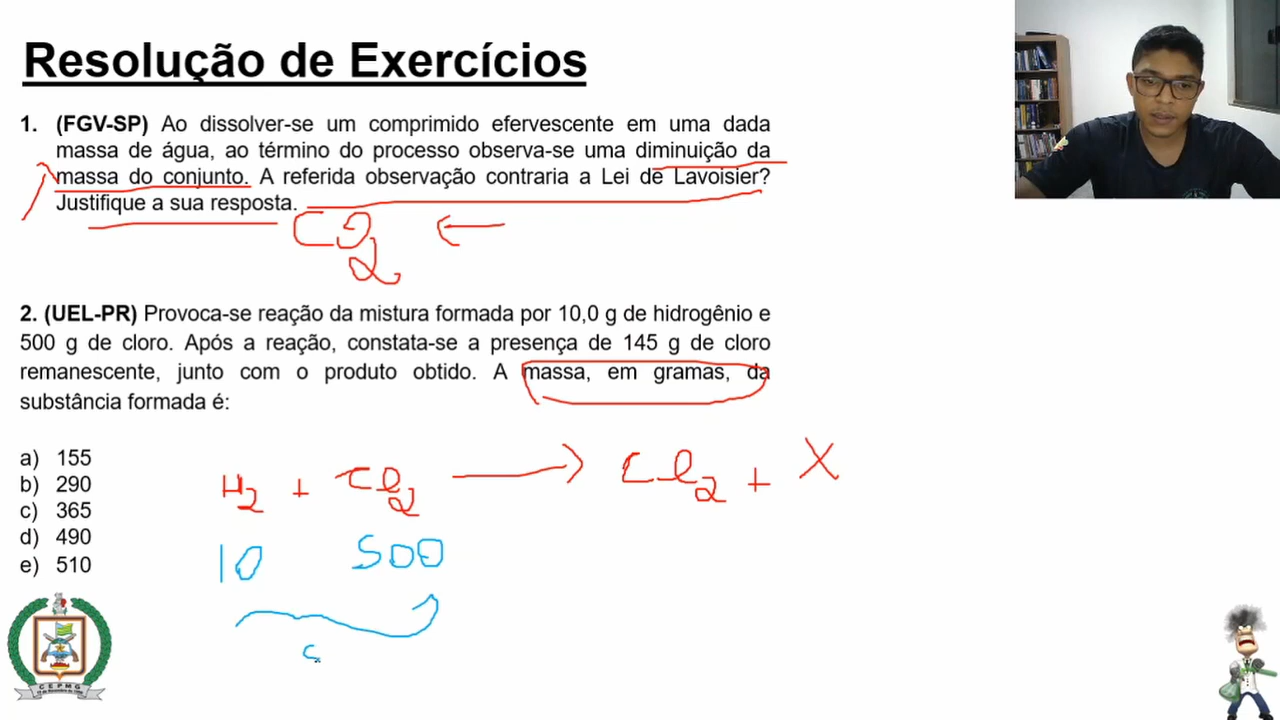 Resolução de Exercícios
1. (FGV-SP) Ao dissolver-se um comprimido efervescente em uma dada
massa de água, ao término do processo observa-se uma diminuição da
massa do conjunto. A referida observação contraria a Lei de Lavoisier?
Justifique a sua resposta.
CO2 ←
2. (UEL-PR) Provoca-se reação da mistura formada por 10,0 g de hidrogênio e
500 g de cloro. Após a reação, constata-se a presença de 145 g de cloro
remanescente, junto com o produto obtido. A massa, em gramas, da
substância formada é:
a) 155
b) 290
c) 365
d) 490
e) 510
H2 + Cl2 → Cl2 + X
10 500
CEPMG